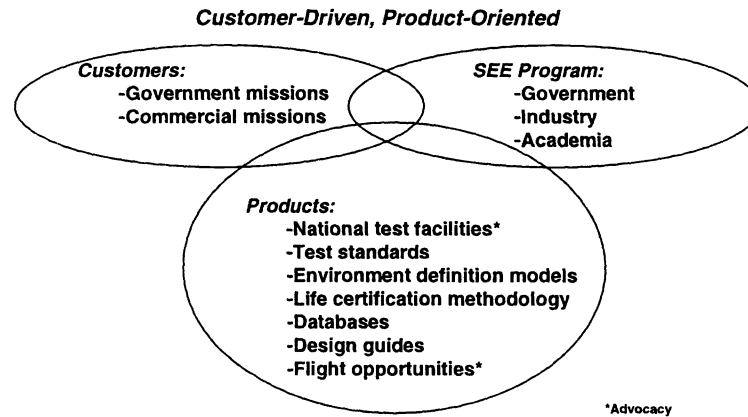 Customer-Driven, Product-Oriented
Customers:
-Government missions
-Commercial missions
SEE Program:
-Government
-Industry
-Academia
Products:
-National test facilities*
-Test standards
-Environment definition models
-Life certification methodology
-Databases
-Design guides
-Flight opportunities*
*Advocacy